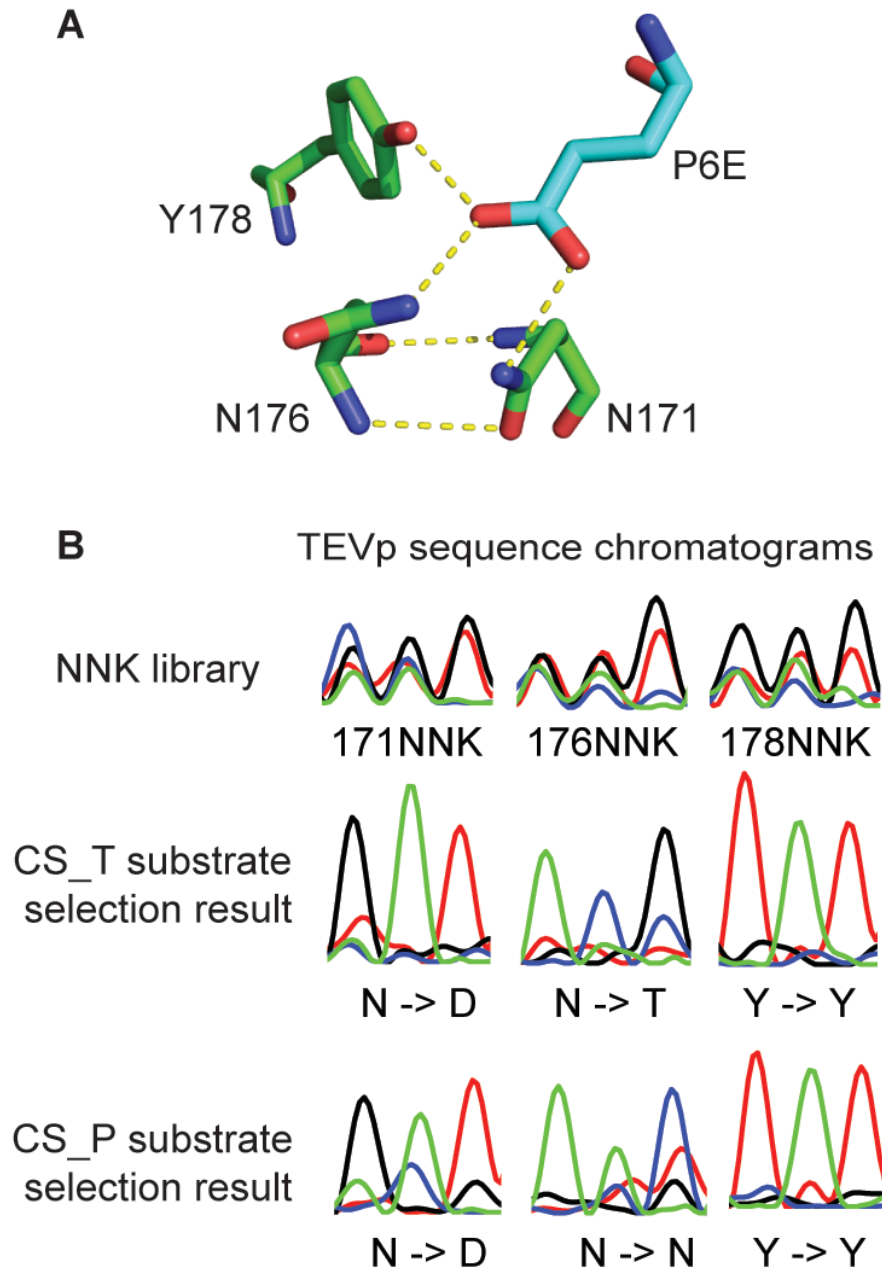 A
P6E
Y178
N176
N171
B
TEVp sequence chromatograms
NNK library
171NNK
176NNK
178NNK
CS_T substrate
selection result
N -> D
N -> T
Y -> Y
CS_P substrate
selection result
N -> D
N -> N
Y -> Y